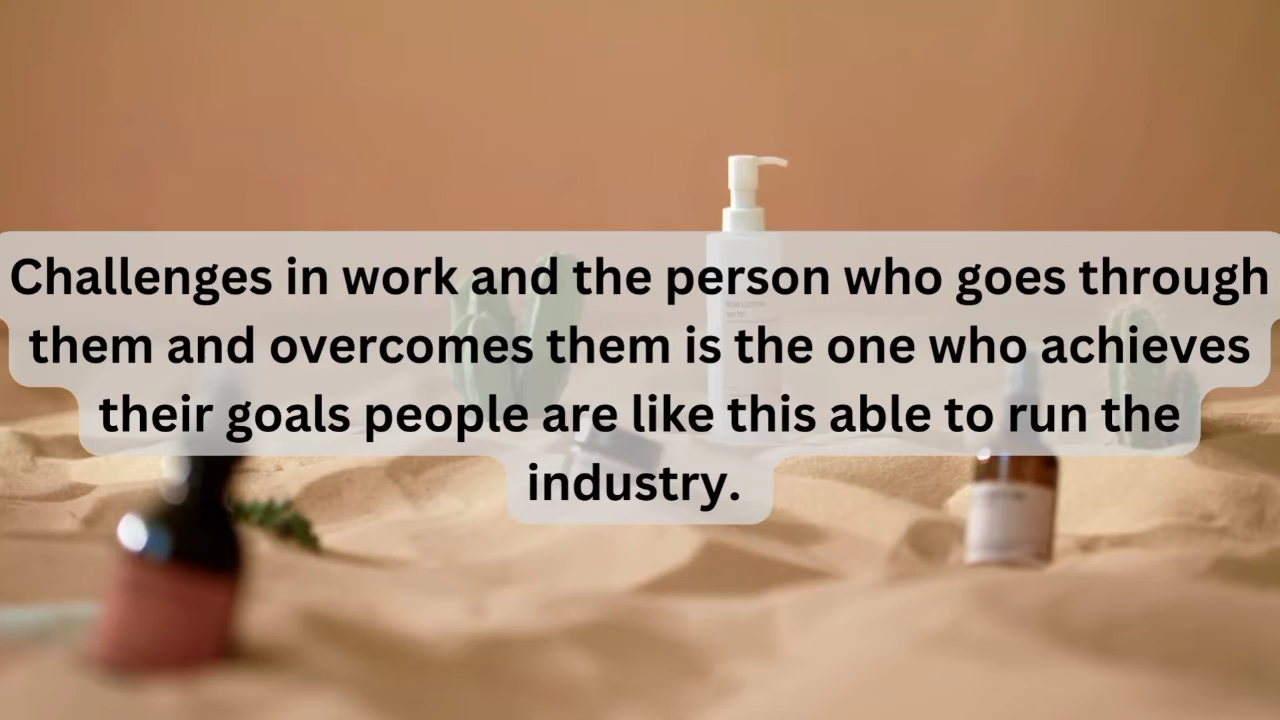 Challenges in work and the person who goes through
them and overcomes them is the one who achieves
their goals people are like this able to run the
industry.